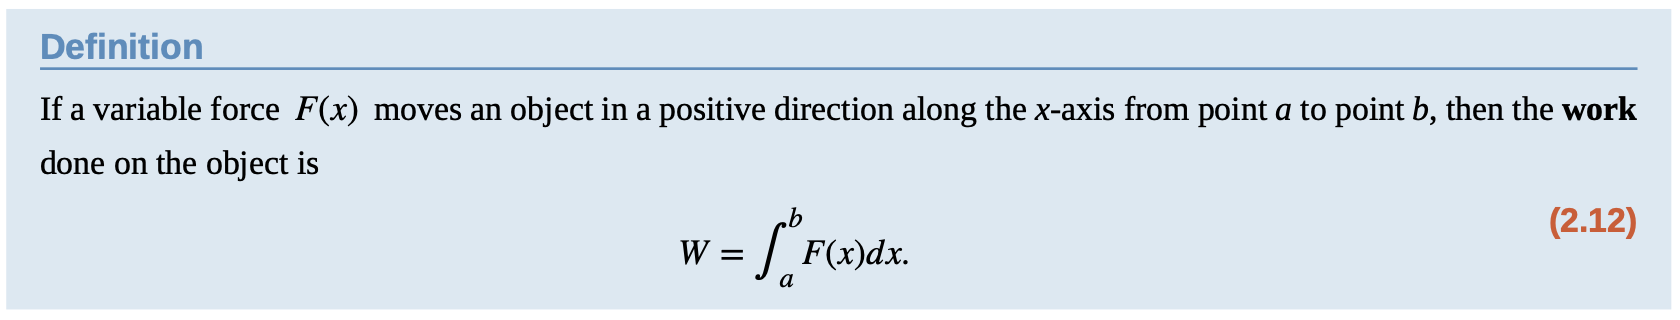 Definition
If a variable force F(x) moves an object in a positive direction along the x-axis from point a to point b, then the work
done on the object is
(2.12)
W = ∫_a^b F(x)dx.